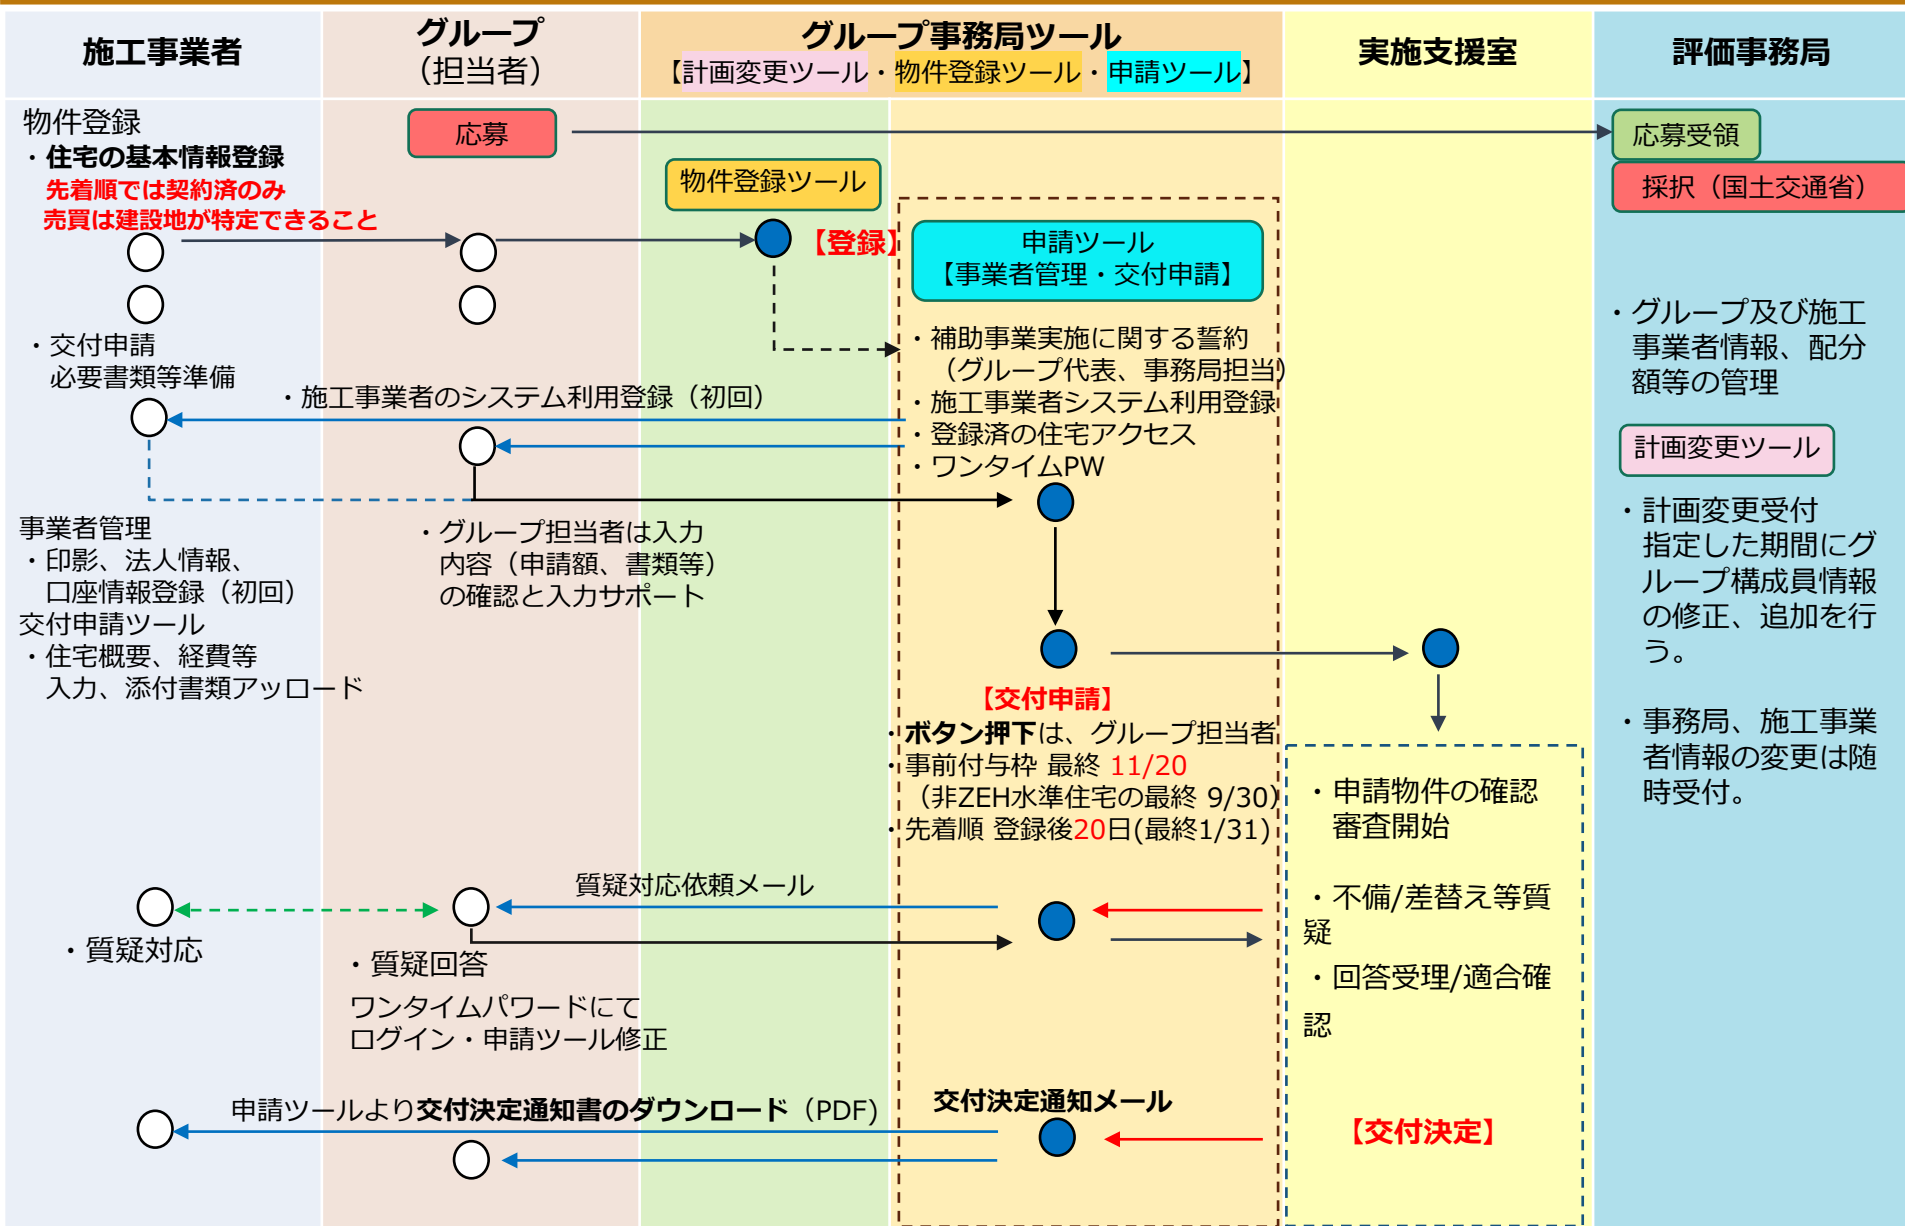 施工事業者
グループ
（担当者）
グループ事務局ツール
【計画変更ツール・物件登録ツール・申請ツール】
実施支援室
評価事務局
物件登録
・住宅の基本情報登録
先着順では契約済のみ
売買は建設地が特定できること
応募
応募受領
採択（国土交通省）
物件登録ツール
【登録】
申請ツール
【事業者管理・交付申請】
・交付申請
必要書類等準備
・補助事業実施に関する誓約
（グループ代表、事務局担当）
・施工事業者システム利用登録
・登録済の住宅アクセス
・ワンタイムPW
・施工事業者のシステム利用登録（初回）
・グループ及び施工
事業者情報、配分
額等の管理
計画変更ツール
・計画変更受付
指定した期間にグ
ループ構成員情報
の修正、追加を行
う。
・事務局、施工事業
者情報の変更は随
時受付。
事業者管理
・印影、法人情報、
口座情報登録（初回）
交付申請ツール
・住宅概要、経費等
入力、添付書類アッロード
・グループ担当者は入力
内容（申請額、書類等）
の確認と入力サポート
【交付申請】
・ボタン押下は、グループ担当者
・事前付与枠 最終 11/20
（非ZEH水準住宅の最終 9/30）
・先着順 登録後20日(最終1/31)
・申請物件の確認
審査開始
・不備/差替え等質
疑
・回答受理/適合確
認
質疑対応依頼メール
・質疑対応
・質疑回答
ワンタイムパスワードにて
ログイン・申請ツール修正
申請ツールより交付決定通知書のダウンロード（PDF)
交付決定通知メール
【交付決定】